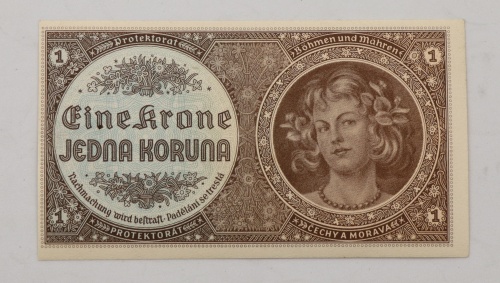 1 Protektorat Böhmen und Mähren 1
Eine Krone
JEDNA KORUNA
Nachmachung wird bestraft · Padělání se trestá
1 PROTEKTORÁT ČECHY A MORAVA 1